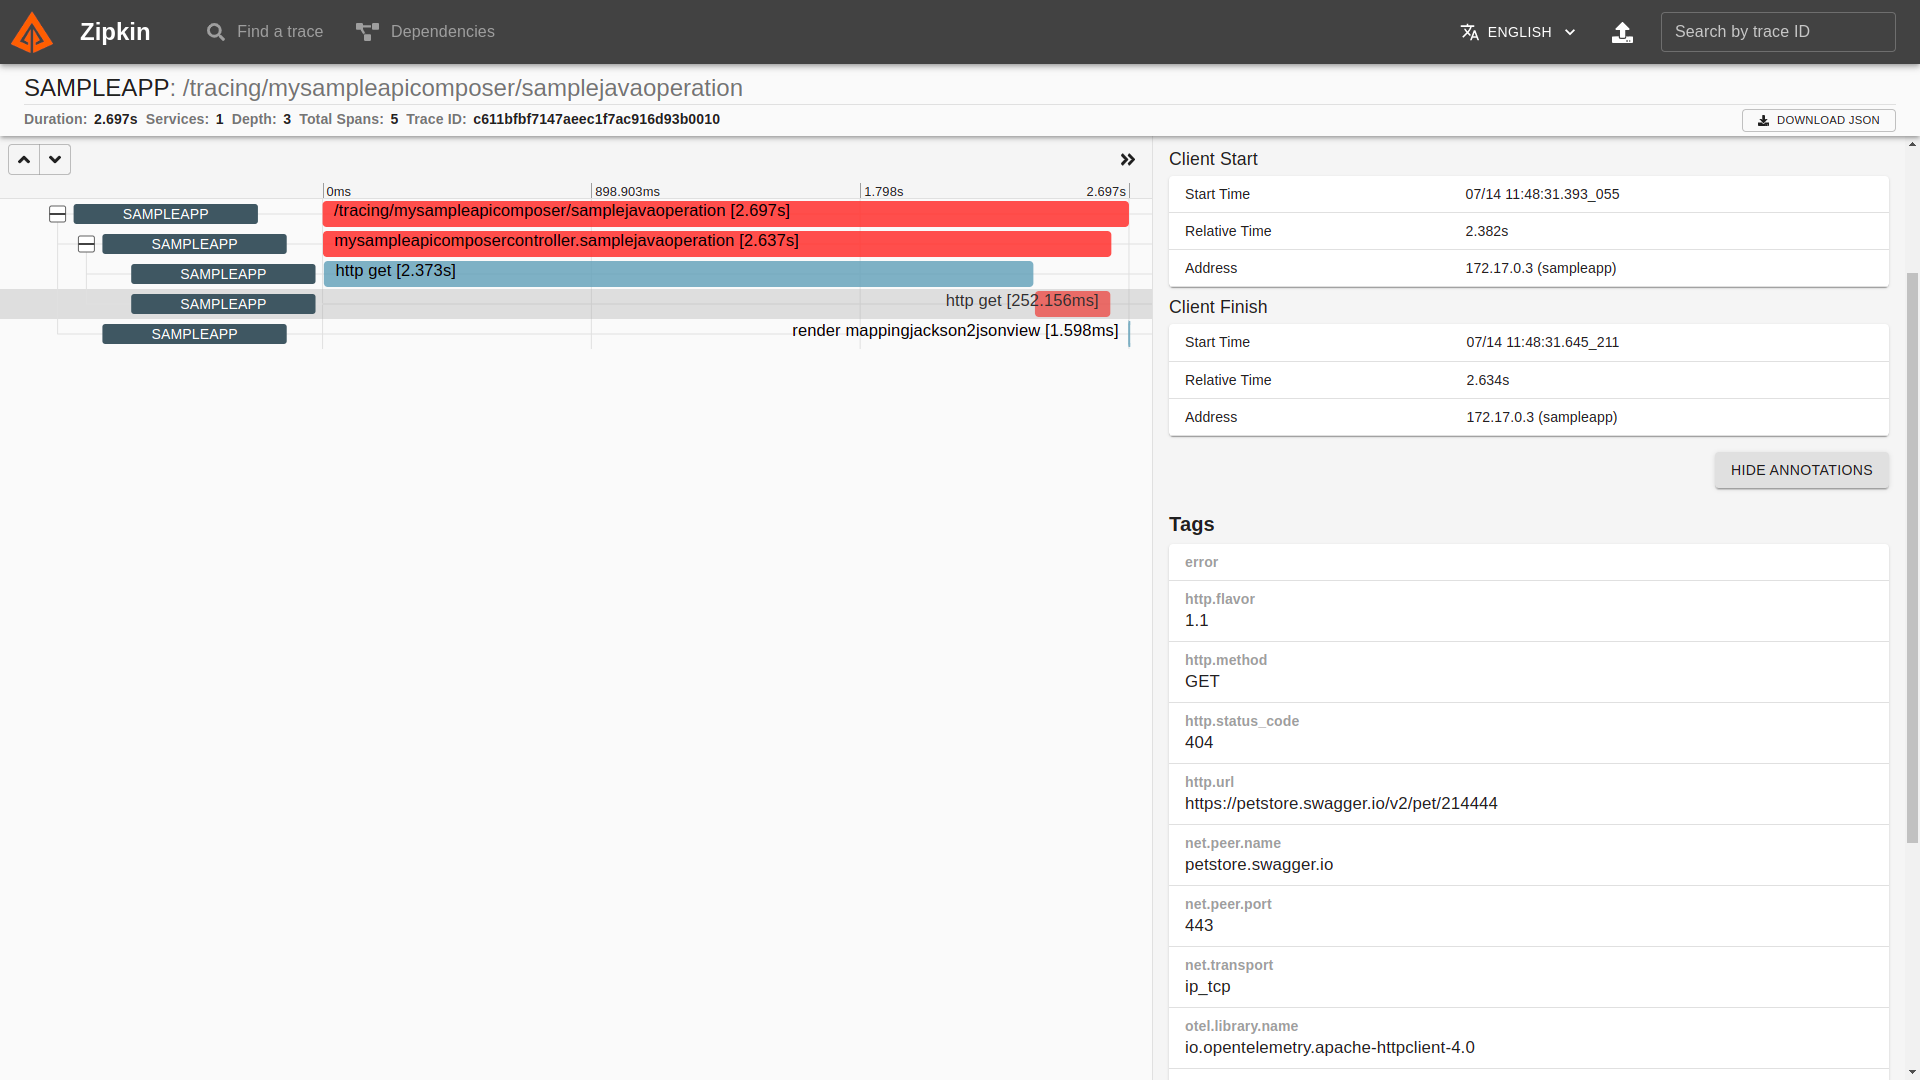 Zipkin
Find a trace
Dependencies
ENGLISH
Search by trace ID
SAMPLEAPP: /tracing/mysampleapicomposer/samplejavaoperation
Duration: 2.697s Services: 1 Depth: 3 Total Spans: 5 Trace ID: c611bfbf7147aeec1f7ac916d93b0010
DOWNLOAD JSON
0ms 898.903ms 1.798s 2.697s
SAMPLEAPP /tracing/mysampleapicomposer/samplejavaoperation [2.697s]
SAMPLEAPP mysampleapicomposercontroller.samplejavaoperation [2.637s]
SAMPLEAPP http get [2.373s]
SAMPLEAPP http get [252.156ms]
SAMPLEAPP render mappingjackson2jsonview [1.598ms]
Client Start
Start Time 07/14 11:48:31.393_055
Relative Time 2.382s
Address 172.17.0.3 (sampleapp)
Client Finish
Start Time 07/14 11:48:31.645_211
Relative Time 2.634s
Address 172.17.0.3 (sampleapp)
HIDE ANNOTATIONS
Tags
error
http.flavor
1.1
http.method
GET
http.status_code
404
http.url
https://petstore.swagger.io/v2/pet/214444
net.peer.name
petstore.swagger.io
net.peer.port
443
net.transport
ip_tcp
otel.library.name
io.opentelemetry.apache-httpclient-4.0